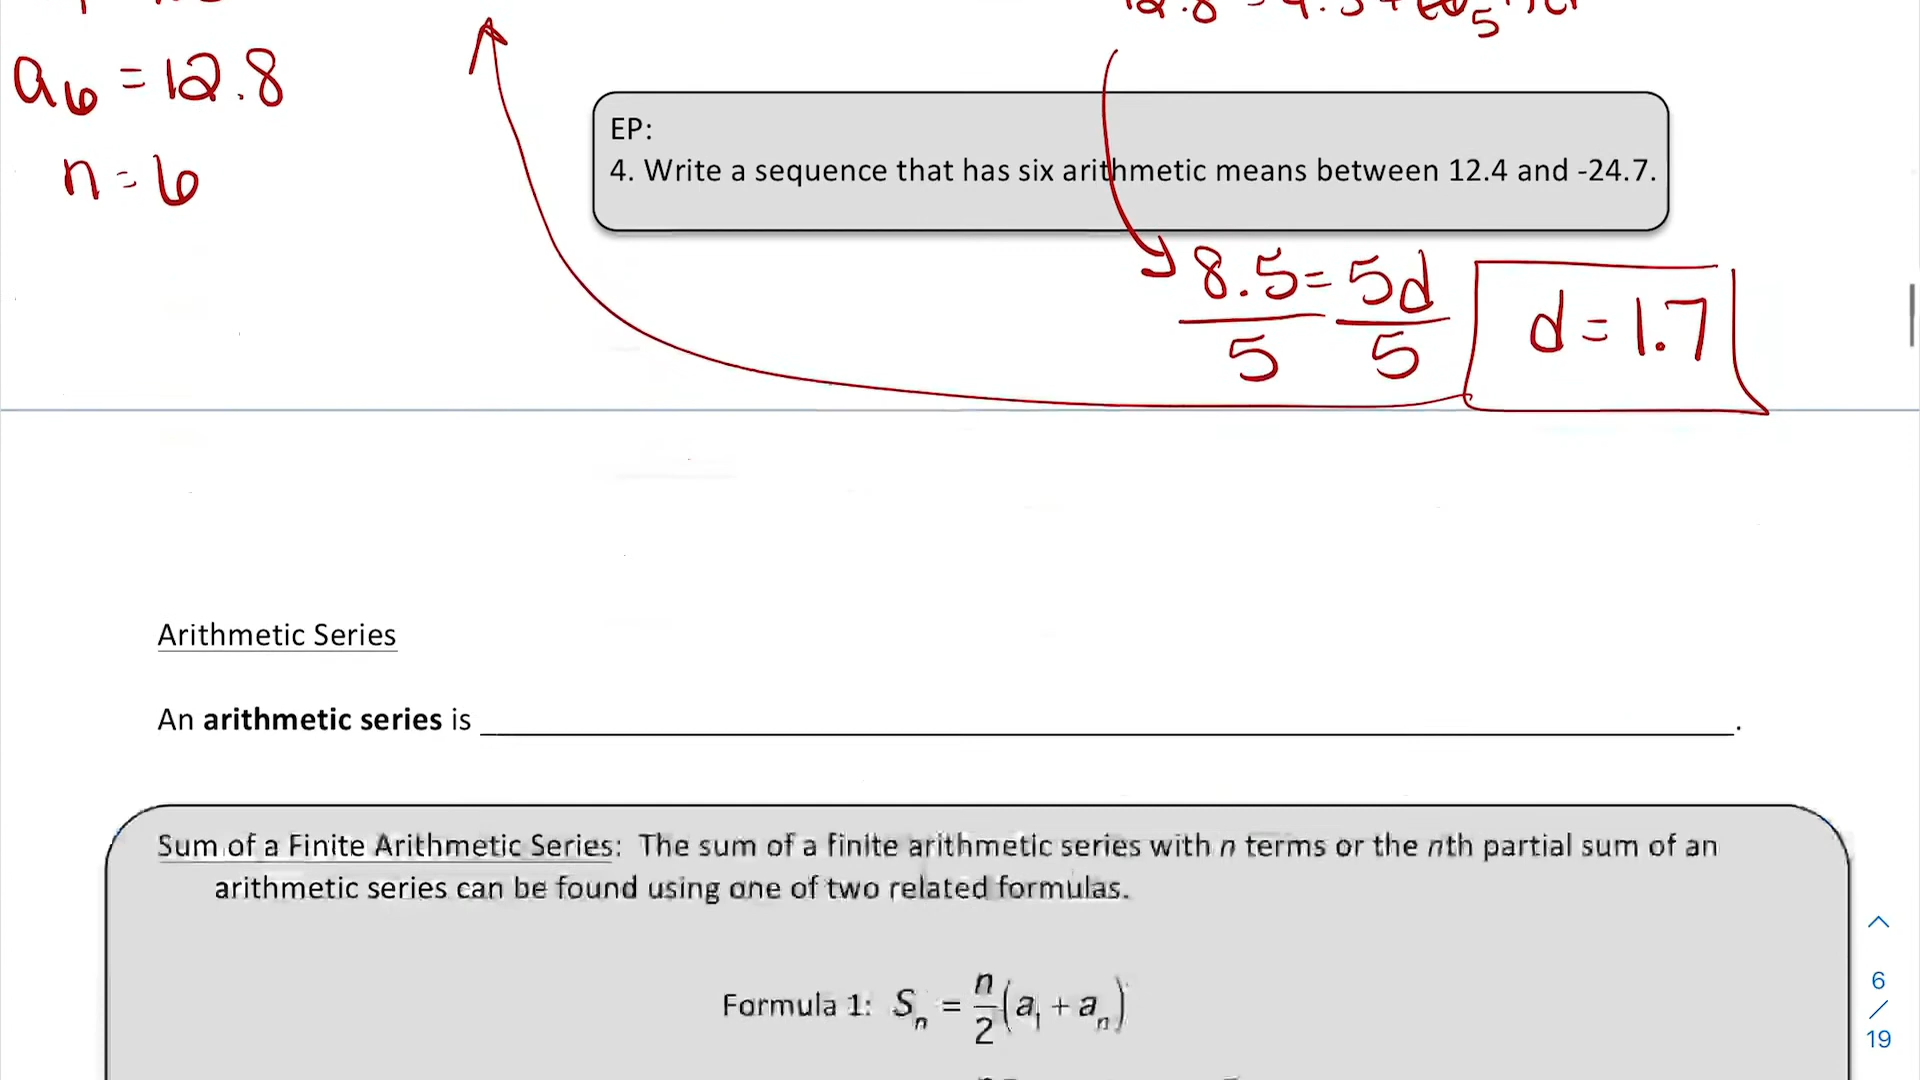 a6 = 12.8
n = 6
EP:
4. Write a sequence that has six arithmetic means between 12.4 and -24.7.
8.5 = 5d
5 5
d = 1.7
Arithmetic Series
An arithmetic series is ______________________________.
Sum of a Finite Arithmetic Series: The sum of a finite arithmetic series with n terms or the nth partial sum of an
arithmetic series can be found using one of two related formulas.
Formula 1: Sn = n/2 (a1 + an)
6
/
19